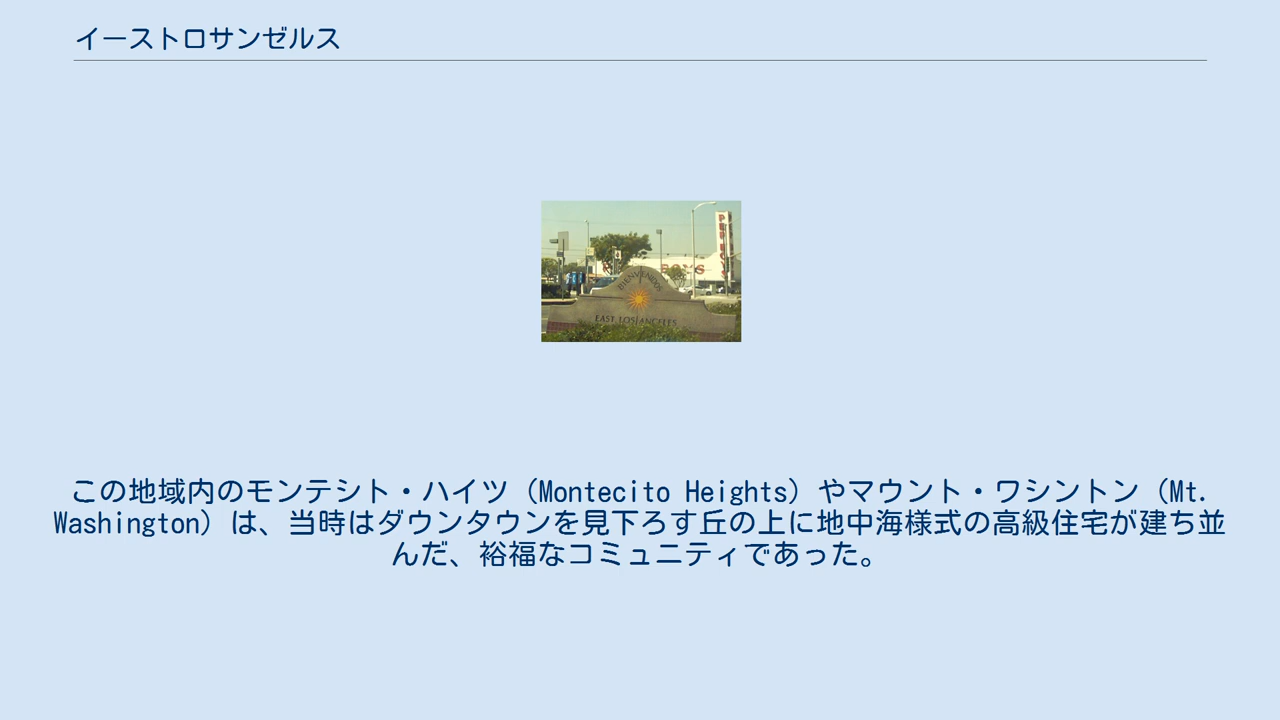 イーストロサンゼルス
BIENVENIDOS
EAST LOS ANGELES
この地域内のモンテシト・ハイツ（Montecito Heights）やマウント・ワシントン（Mt.
Washington）は、当時はダウンタウンを見下ろす丘の上に地中海様式の高級住宅が建ち並
んだ、裕福なコミュニティであった。